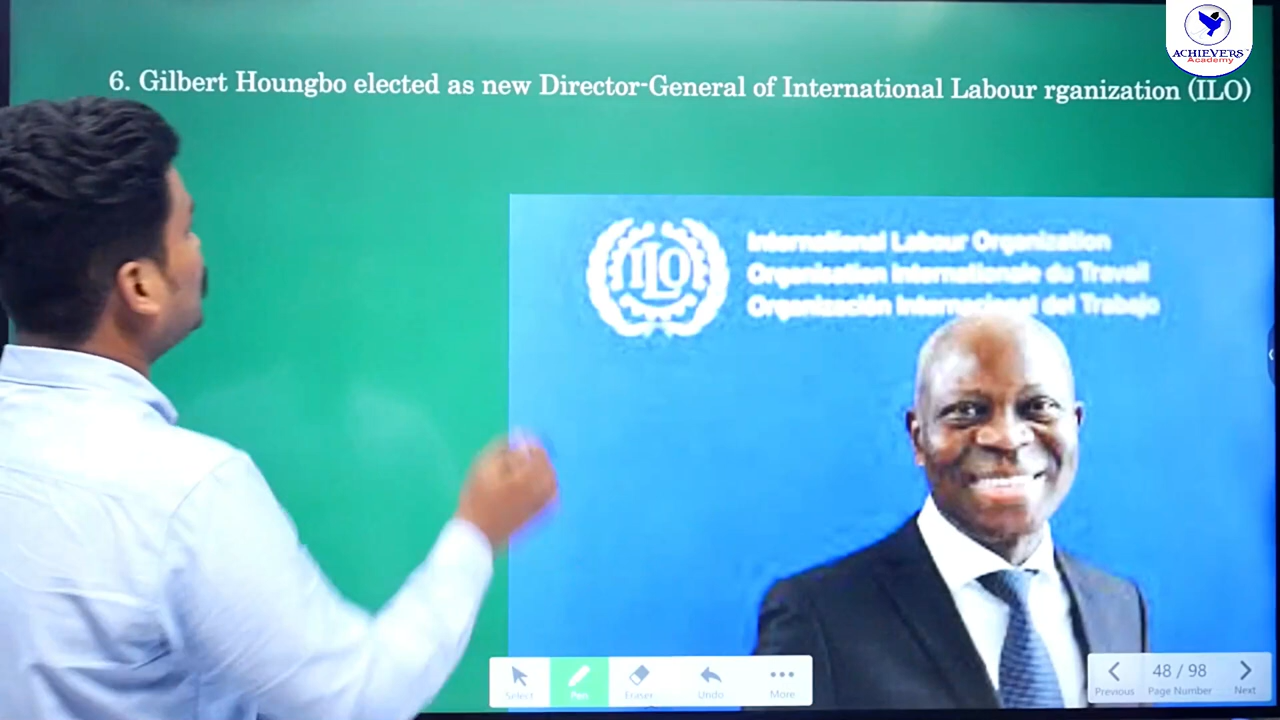 ACHIEVERS
Academy
6. Gilbert Houngbo elected as new Director-General of International Labour rganization (ILO)
ILO
International Labour Organization
Organisation Internationale du Travail
Organización Internacional del Trabajo
Select
Pen
Eraser
Undo
More
48 / 98
Previous
Page Number
Next